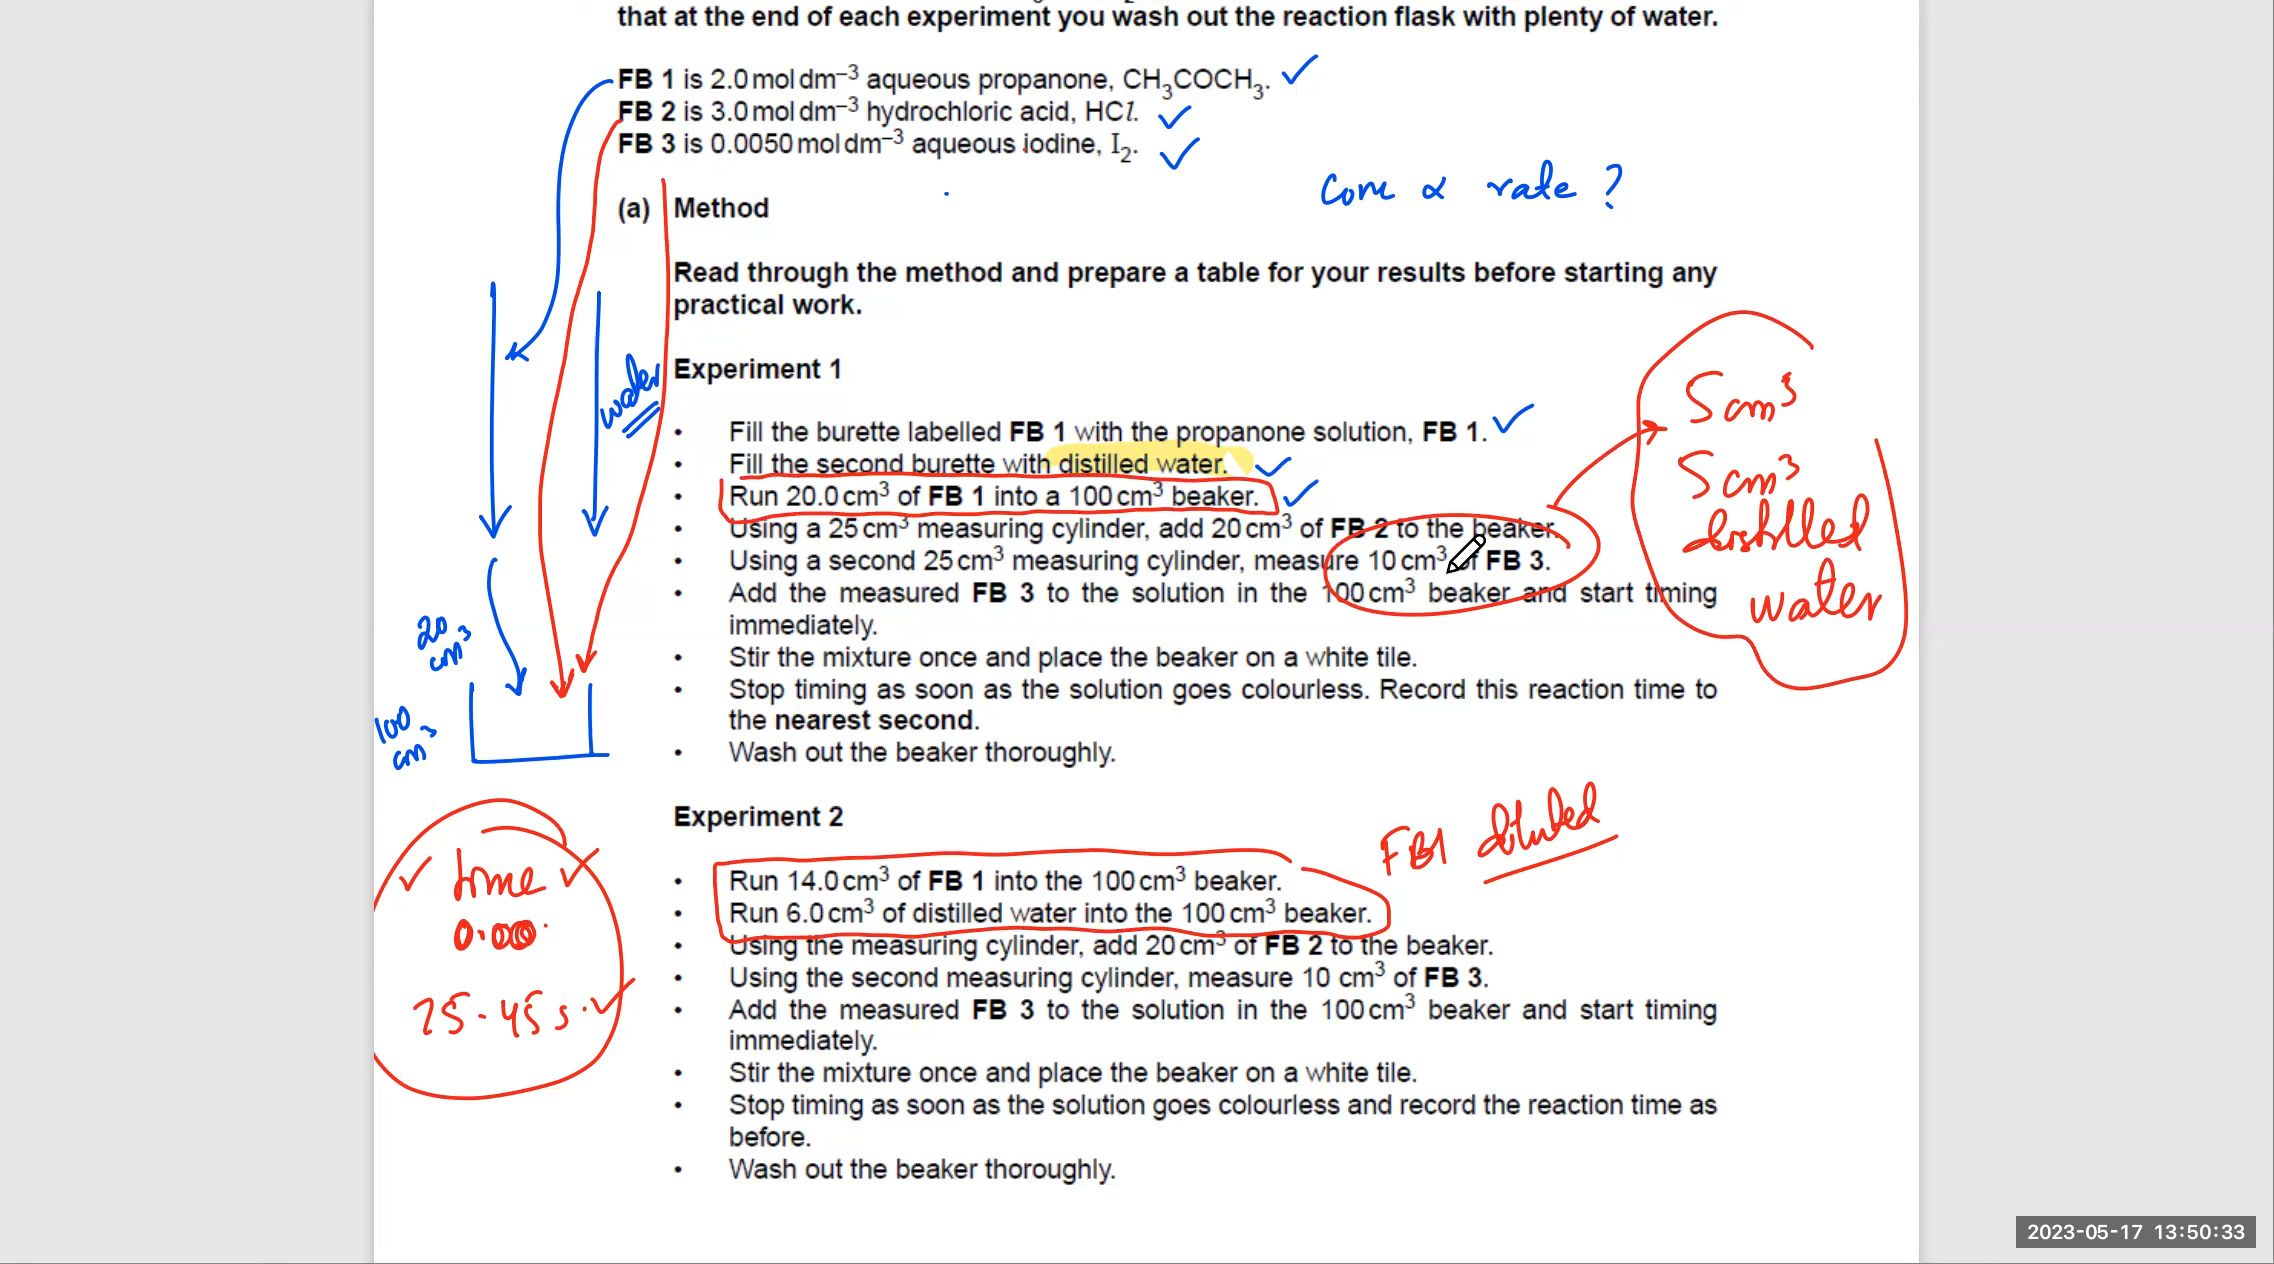 that at the end of each experiment you wash out the reaction flask with plenty of water.
FB 1 is 2.0 mol dm⁻³ aqueous propanone, CH₃COCH₃.
FB 2 is 3.0 mol dm⁻³ hydrochloric acid, HCl.
FB 3 is 0.0050 mol dm⁻³ aqueous iodine, I₂.
Conc α rate ?
(a) Method
Read through the method and prepare a table for your results before starting any
practical work.
water
Experiment 1
5 cm³
5 cm³
distilled
water
• Fill the burette labelled FB 1 with the propanone solution, FB 1.
• Fill the second burette with distilled water.
• Run 20.0 cm³ of FB 1 into a 100 cm³ beaker.
• Using a 25 cm³ measuring cylinder, add 20 cm³ of FB 2 to the beaker.
• Using a second 25 cm³ measuring cylinder, measure 10 cm³ of FB 3.
• Add the measured FB 3 to the solution in the 100 cm³ beaker and start timing
immediately.
• Stir the mixture once and place the beaker on a white tile.
• Stop timing as soon as the solution goes colourless. Record this reaction time to
the nearest second.
• Wash out the beaker thoroughly.
20
cm³
100
cm³
Experiment 2
FB1 diluted
• Run 14.0 cm³ of FB 1 into the 100 cm³ beaker.
• Run 6.0 cm³ of distilled water into the 100 cm³ beaker.
• Using the measuring cylinder, add 20 cm³ of FB 2 to the beaker.
• Using the second measuring cylinder, measure 10 cm³ of FB 3.
• Add the measured FB 3 to the solution in the 100 cm³ beaker and start timing
immediately.
• Stir the mixture once and place the beaker on a white tile.
• Stop timing as soon as the solution goes colourless and record the reaction time as
before.
• Wash out the beaker thoroughly.
time
0.00
45 s.
2023-05-17 13:50:33